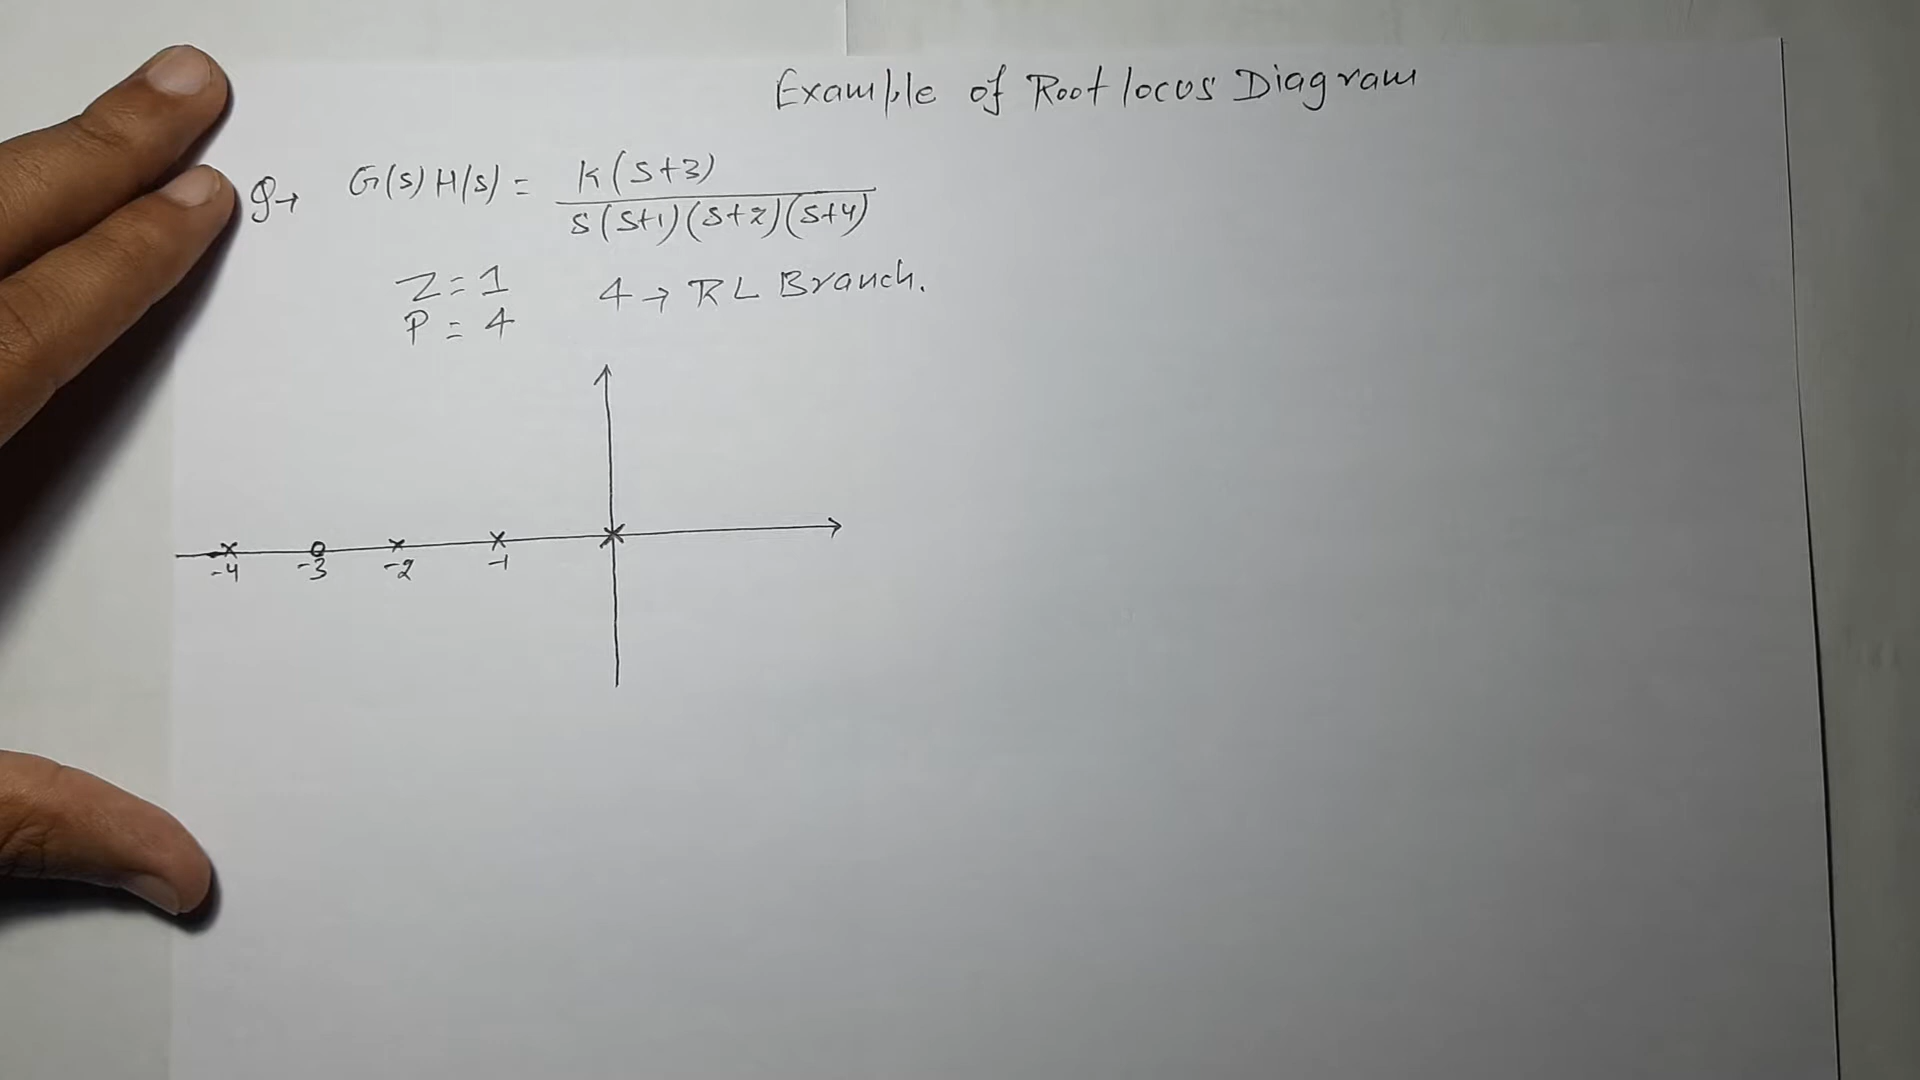 Example of Root locus Diagram
Q→ G(s) H(s) = K(s+3)
s(s+1)(s+2)(s+4)
Z = 1 4 → RL Branch.
P = 4
-4 -3 -2 -1